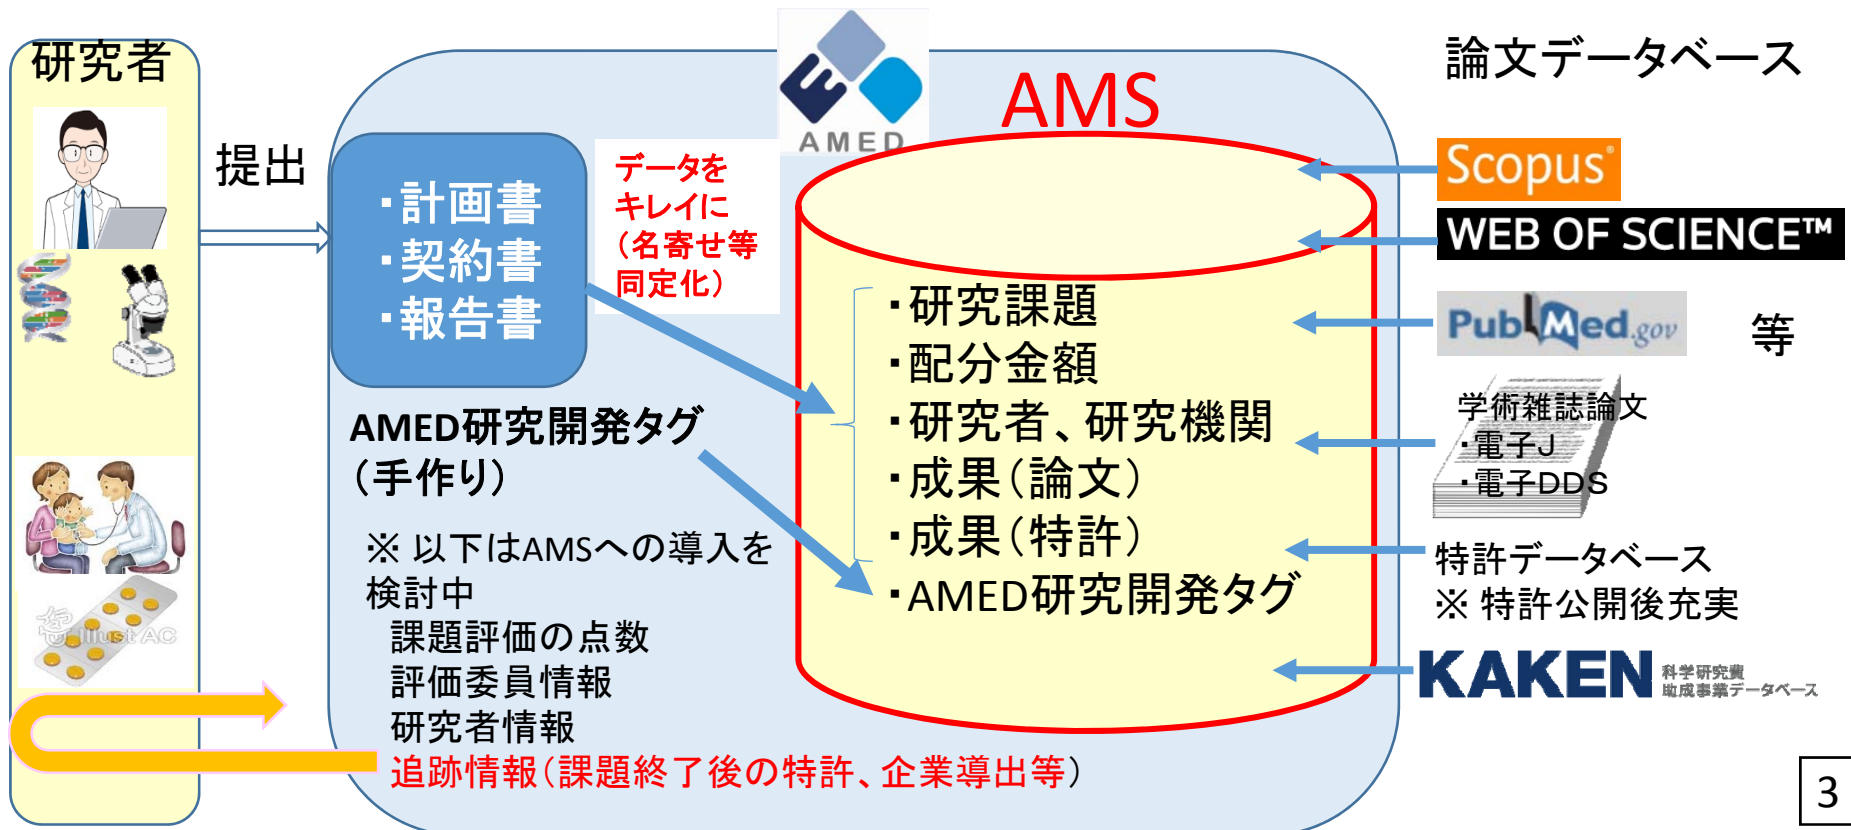 研究者
提出
・計画書
・契約書
・報告書
データを
キレイに
（名寄せ等
同定化）
AMED研究開発タグ
（手作り）
※ 以下はAMSへの導入を
検討中
課題評価の点数
評価委員情報
研究者情報
追跡情報（課題終了後の特許、企業導出等）
AMED
AMS
・研究課題
・配分金額
・研究者、研究機関
・成果（論文）
・成果（特許）
・AMED研究開発タグ
論文データベース
Scopus®
WEB OF SCIENCE™
PubMed.gov
等
学術雑誌論文
・電子J
・電子DDS
特許データベース
※ 特許公開後充実
KAKEN
科学研究費
助成事業データベース
Illust AC
3